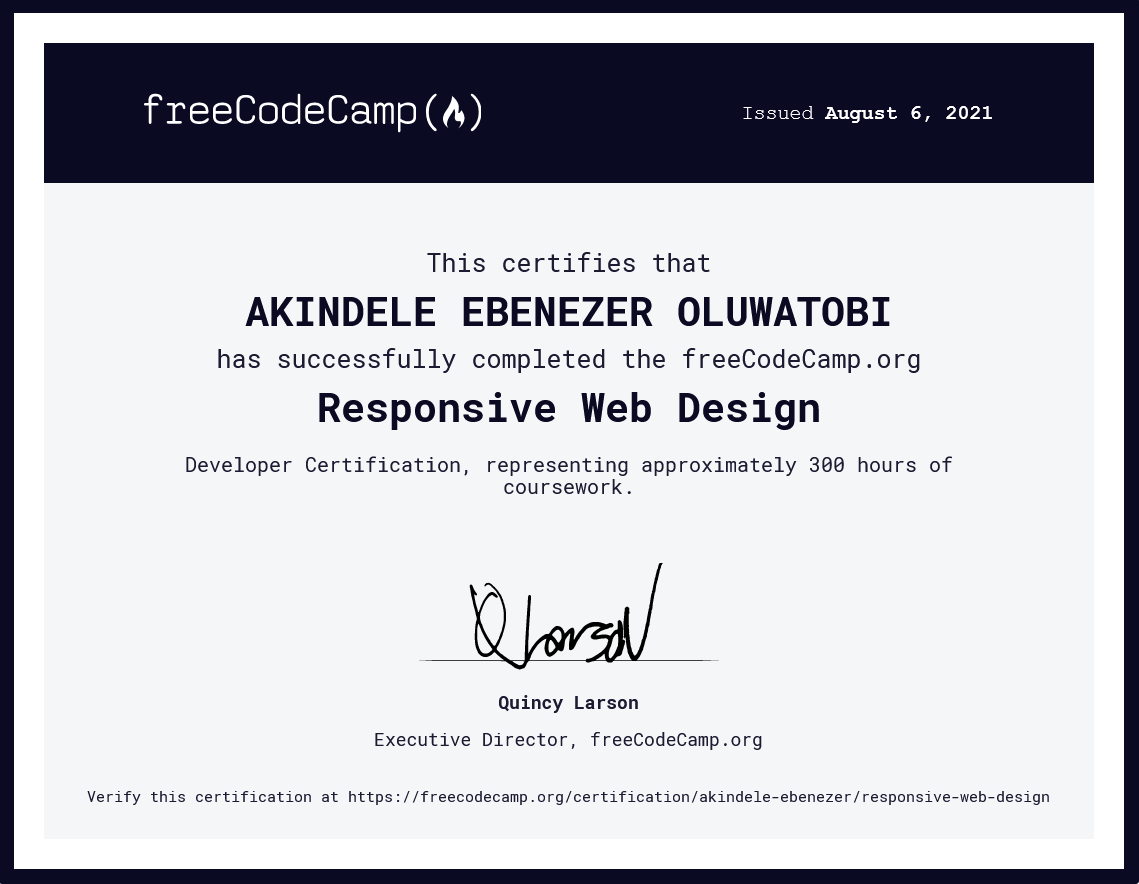 freeCodeCamp
Issued August 6, 2021
This certifies that
AKINDELE EBENEZER OLUWATOBI
has successfully completed the freeCodeCamp.org
Responsive Web Design
Developer Certification, representing approximately 300 hours of
coursework.
Q Larson
Quincy Larson
Executive Director, freeCodeCamp.org
Verify this certification at https://freecodecamp.org/certification/akindele-ebenezer/responsive-web-design